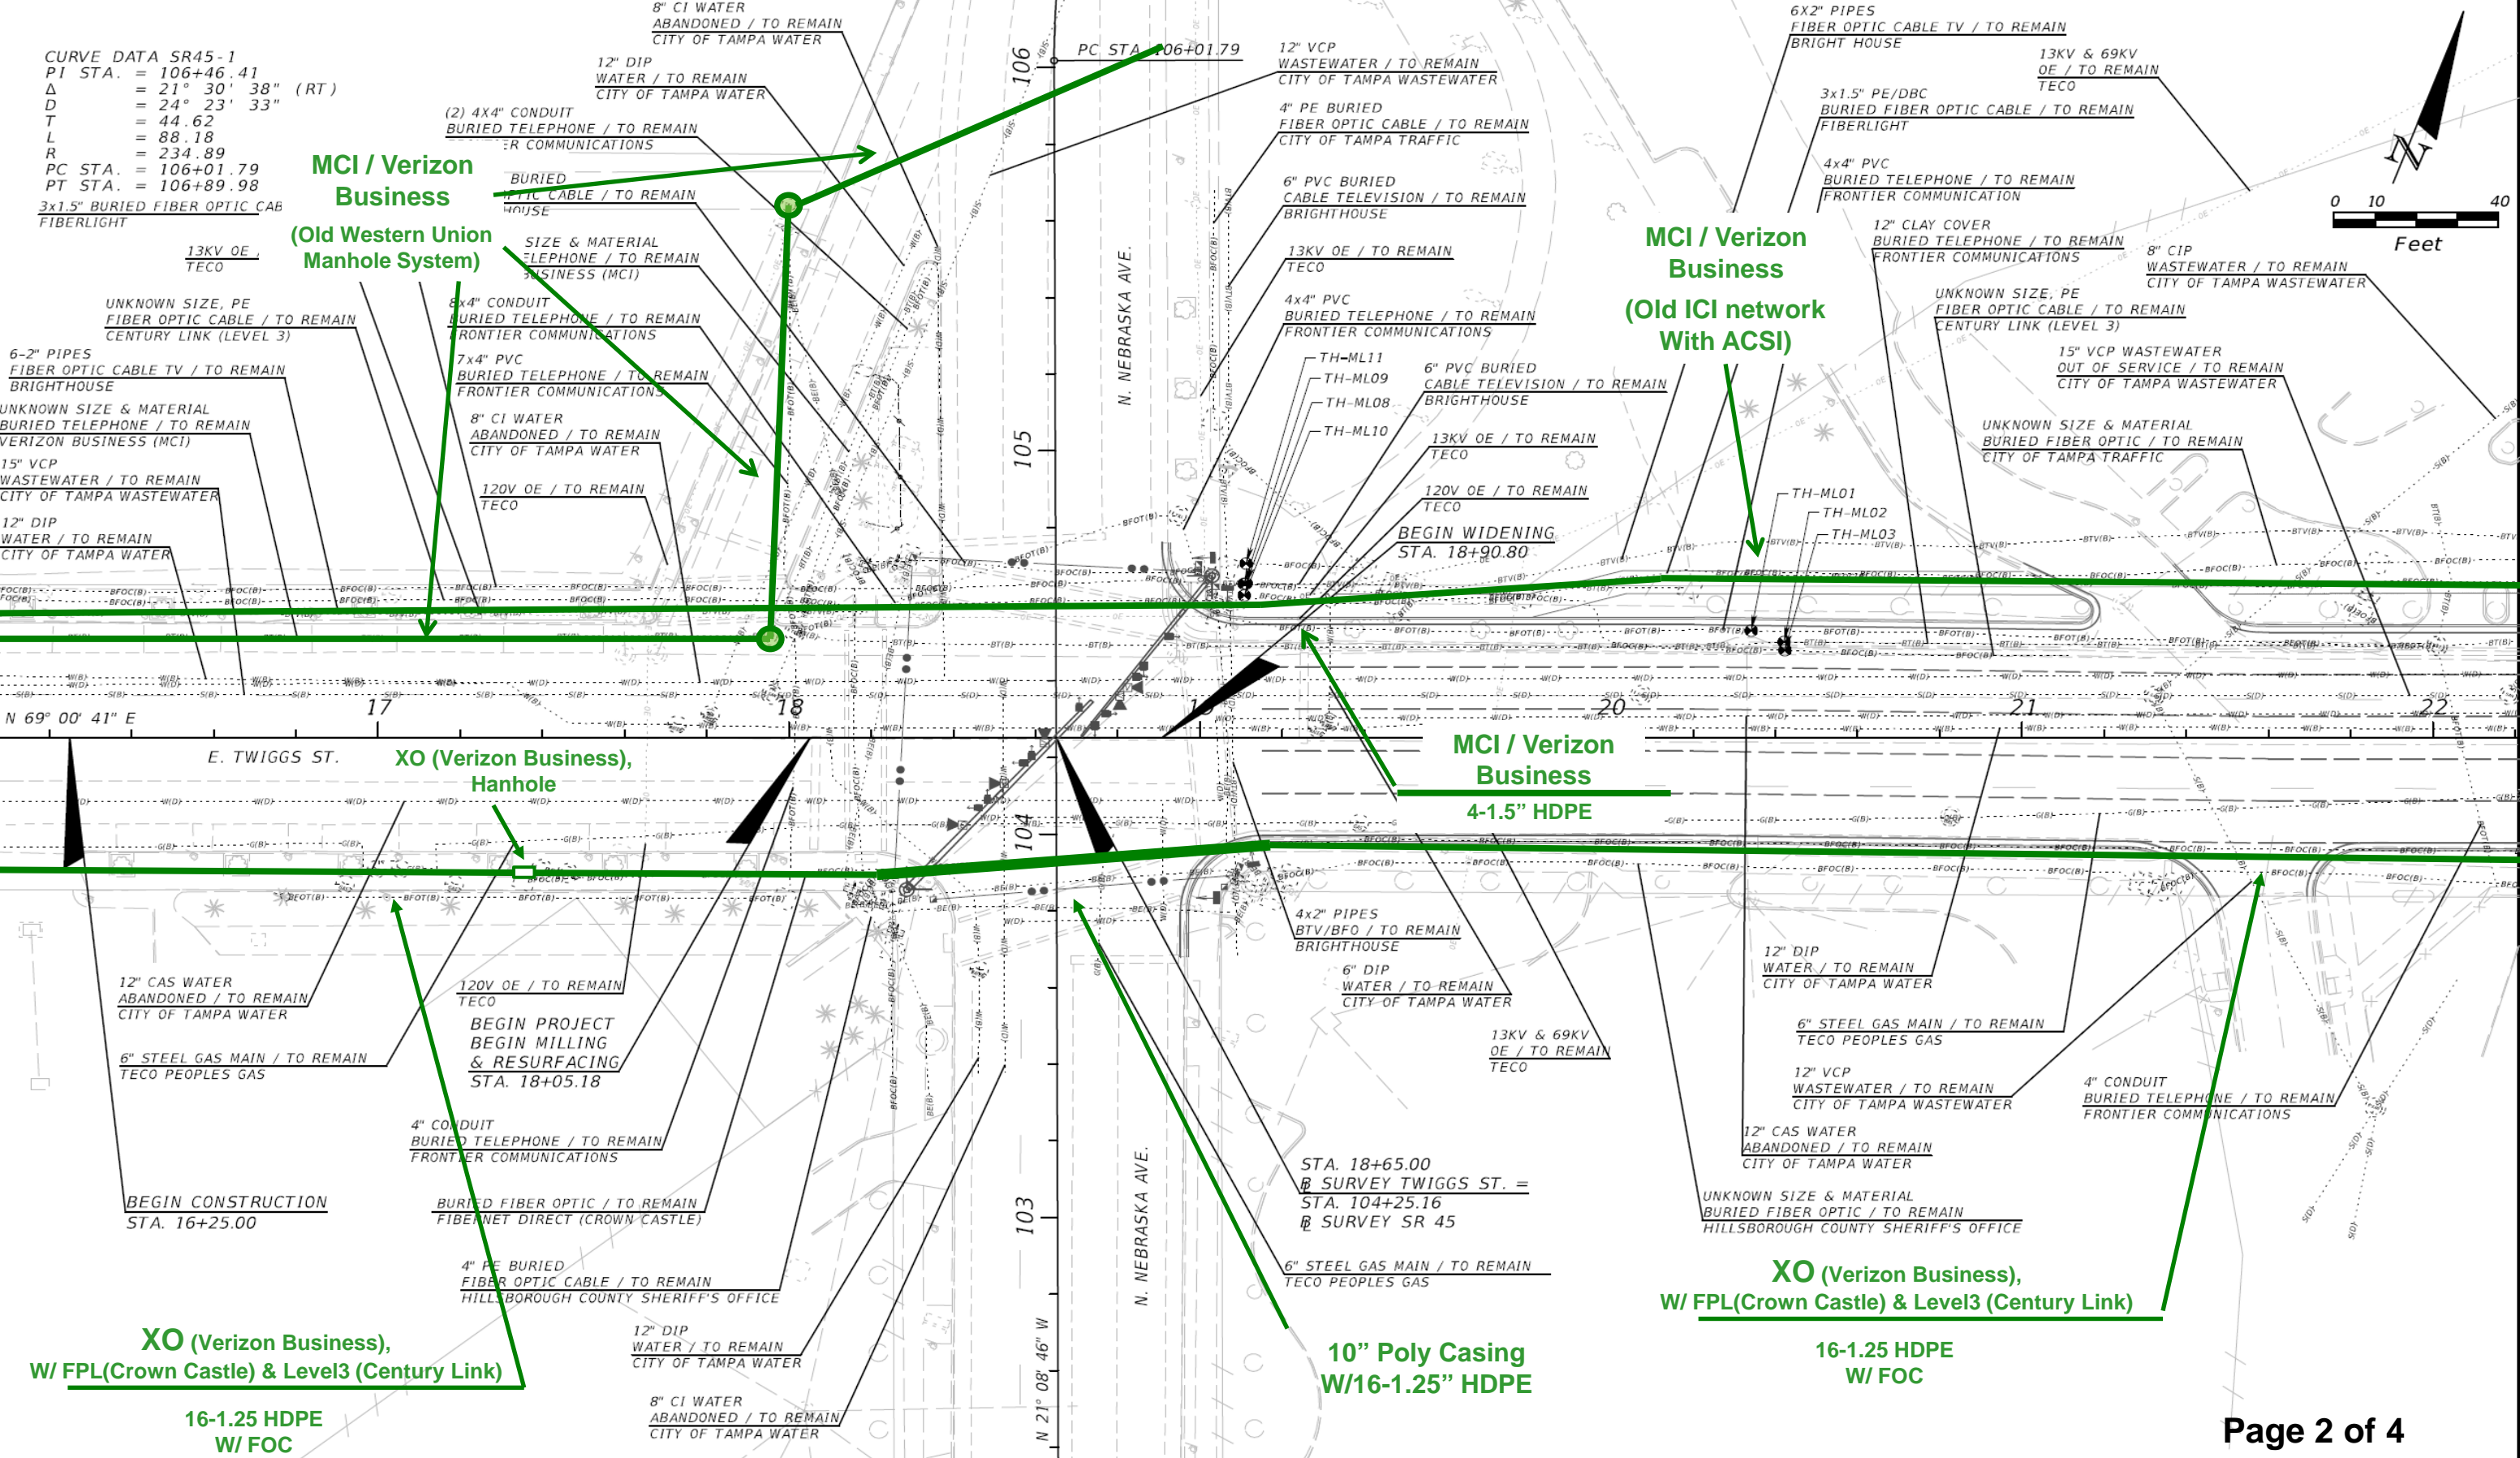 CURVE DATA SR45-1
PI STA. = 106+46.41
Δ = 21° 30' 38" (RT)
D = 24° 23' 33"
T = 44.62
L = 88.18
R = 234.89
PC STA. = 106+01.79
PT STA. = 106+89.98
3x1.5" BURIED FIBER OPTIC CAB
FIBERLIGHT
13KV OE
TECO
UNKNOWN SIZE, PE
FIBER OPTIC CABLE / TO REMAIN
CENTURY LINK (LEVEL 3)
6-2" PIPES
FIBER OPTIC CABLE TV / TO REMAIN
BRIGHTHOUSE
UNKNOWN SIZE & MATERIAL
BURIED TELEPHONE / TO REMAIN
VERIZON BUSINESS (MCI)
15" VCP
WASTEWATER / TO REMAIN
CITY OF TAMPA WASTEWATER
12" DIP
WATER / TO REMAIN
CITY OF TAMPA WATER
MCI / Verizon
Business
(Old Western Union
Manhole System)
8" CI WATER
ABANDONED / TO REMAIN
CITY OF TAMPA WATER
12" DIP
WATER / TO REMAIN
CITY OF TAMPA WATER
(2) 4X4" CONDUIT
BURIED TELEPHONE / TO REMAIN
ER COMMUNICATIONS
BURIED
PTIC CABLE / TO REMAIN
HOUSE
SIZE & MATERIAL
ELEPHONE / TO REMAIN
BUSINESS (MCI)
8x4" CONDUIT
BURIED TELEPHONE / TO REMAIN
FRONTIER COMMUNICATIONS
7x4" PVC
BURIED TELEPHONE / TO REMAIN
FRONTIER COMMUNICATIONS
8" CI WATER
ABANDONED / TO REMAIN
CITY OF TAMPA WATER
120V OE / TO REMAIN
TECO
106
PC STA. 106+01.79
105
N. NEBRASKA AVE.
12" VCP
WASTEWATER / TO REMAIN
CITY OF TAMPA WASTEWATER
4" PE BURIED
FIBER OPTIC CABLE / TO REMAIN
CITY OF TAMPA TRAFFIC
6" PVC BURIED
CABLE TELEVISION / TO REMAIN
BRIGHTHOUSE
13KV OE / TO REMAIN
TECO
4x4" PVC
BURIED TELEPHONE / TO REMAIN
FRONTIER COMMUNICATIONS
TH-ML11
TH-ML09
TH-ML08
TH-ML10
6" PVC BURIED
CABLE TELEVISION / TO REMAIN
BRIGHTHOUSE
13KV OE / TO REMAIN
TECO
120V OE / TO REMAIN
TECO
BEGIN WIDENING
STA. 18+90.80
6X2" PIPES
FIBER OPTIC CABLE TV / TO REMAIN
BRIGHT HOUSE
13KV & 69KV
OE / TO REMAIN
TECO
3x1.5" PE/DBC
BURIED FIBER OPTIC CABLE / TO REMAIN
FIBERLIGHT
4x4" PVC
BURIED TELEPHONE / TO REMAIN
FRONTIER COMMUNICATION
N
0 10 40
Feet
MCI / Verizon
Business
(Old ICI network
With ACSI)
12" CLAY COVER
BURIED TELEPHONE / TO REMAIN
FRONTIER COMMUNICATIONS
8" CIP
WASTEWATER / TO REMAIN
CITY OF TAMPA WASTEWATER
UNKNOWN SIZE, PE
FIBER OPTIC CABLE / TO REMAIN
CENTURY LINK (LEVEL 3)
15" VCP WASTEWATER
OUT OF SERVICE / TO REMAIN
CITY OF TAMPA WASTEWATER
UNKNOWN SIZE & MATERIAL
BURIED FIBER OPTIC / TO REMAIN
CITY OF TAMPA TRAFFIC
TH-ML01
TH-ML02
TH-ML03
N 69° 00' 41" E
17 18 20 21 22
E. TWIGGS ST.
XO (Verizon Business),
Hanhole
MCI / Verizon
Business
4-1.5” HDPE
104
12" CAS WATER
ABANDONED / TO REMAIN
CITY OF TAMPA WATER
6" STEEL GAS MAIN / TO REMAIN
TECO PEOPLES GAS
120V OE / TO REMAIN
TECO
BEGIN PROJECT
BEGIN MILLING
& RESURFACING
STA. 18+05.18
4" CONDUIT
BURIED TELEPHONE / TO REMAIN
FRONTIER COMMUNICATIONS
BEGIN CONSTRUCTION
STA. 16+25.00
BURIED FIBER OPTIC / TO REMAIN
FIBERNET DIRECT (CROWN CASTLE)
4" PE BURIED
FIBER OPTIC CABLE / TO REMAIN
HILLSBOROUGH COUNTY SHERIFF'S OFFICE
12" DIP
WATER / TO REMAIN
CITY OF TAMPA WATER
8" CI WATER
ABANDONED / TO REMAIN
CITY OF TAMPA WATER
XO (Verizon Business),
W/ FPL(Crown Castle) & Level3 (Century Link)
16-1.25 HDPE
W/ FOC
103
N. NEBRASKA AVE.
N 21° 08' 46" W
4x2" PIPES
BTV/BFO / TO REMAIN
BRIGHTHOUSE
6" DIP
WATER / TO REMAIN
CITY OF TAMPA WATER
13KV & 69KV
OE / TO REMAIN
TECO
STA. 18+65.00
B SURVEY TWIGGS ST. =
STA. 104+25.16
B SURVEY SR 45
6" STEEL GAS MAIN / TO REMAIN
TECO PEOPLES GAS
10” Poly Casing
W/16-1.25” HDPE
12" DIP
WATER / TO REMAIN
CITY OF TAMPA WATER
6" STEEL GAS MAIN / TO REMAIN
TECO PEOPLES GAS
12" VCP
WASTEWATER / TO REMAIN
CITY OF TAMPA WASTEWATER
4" CONDUIT
BURIED TELEPHONE / TO REMAIN
FRONTIER COMMUNICATIONS
12" CAS WATER
ABANDONED / TO REMAIN
CITY OF TAMPA WATER
UNKNOWN SIZE & MATERIAL
BURIED FIBER OPTIC / TO REMAIN
HILLSBOROUGH COUNTY SHERIFF'S OFFICE
XO (Verizon Business),
W/ FPL(Crown Castle) & Level3 (Century Link)
16-1.25 HDPE
W/ FOC
Page 2 of 4